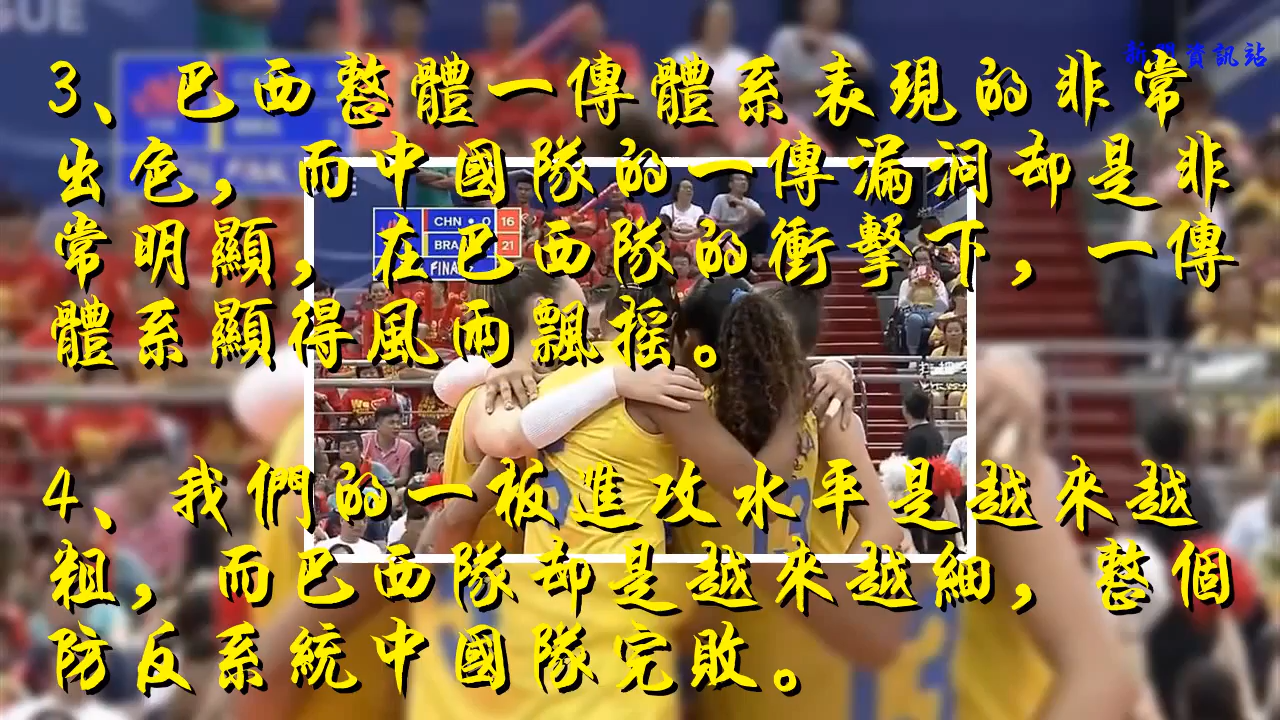 新聞資訊站
3、巴西整體一傳體系表現的非常
出色，而中國隊的一傳漏洞却是非
常明顯，在巴西隊的衝擊下，一傳
體系顯得風雨飄摇。
CHN • 0 16
BRA 21
FINA
4、我們的一板進攻水平是越來越
粗，而巴西隊却是越來越細，整個
防反系統中國隊完敗。